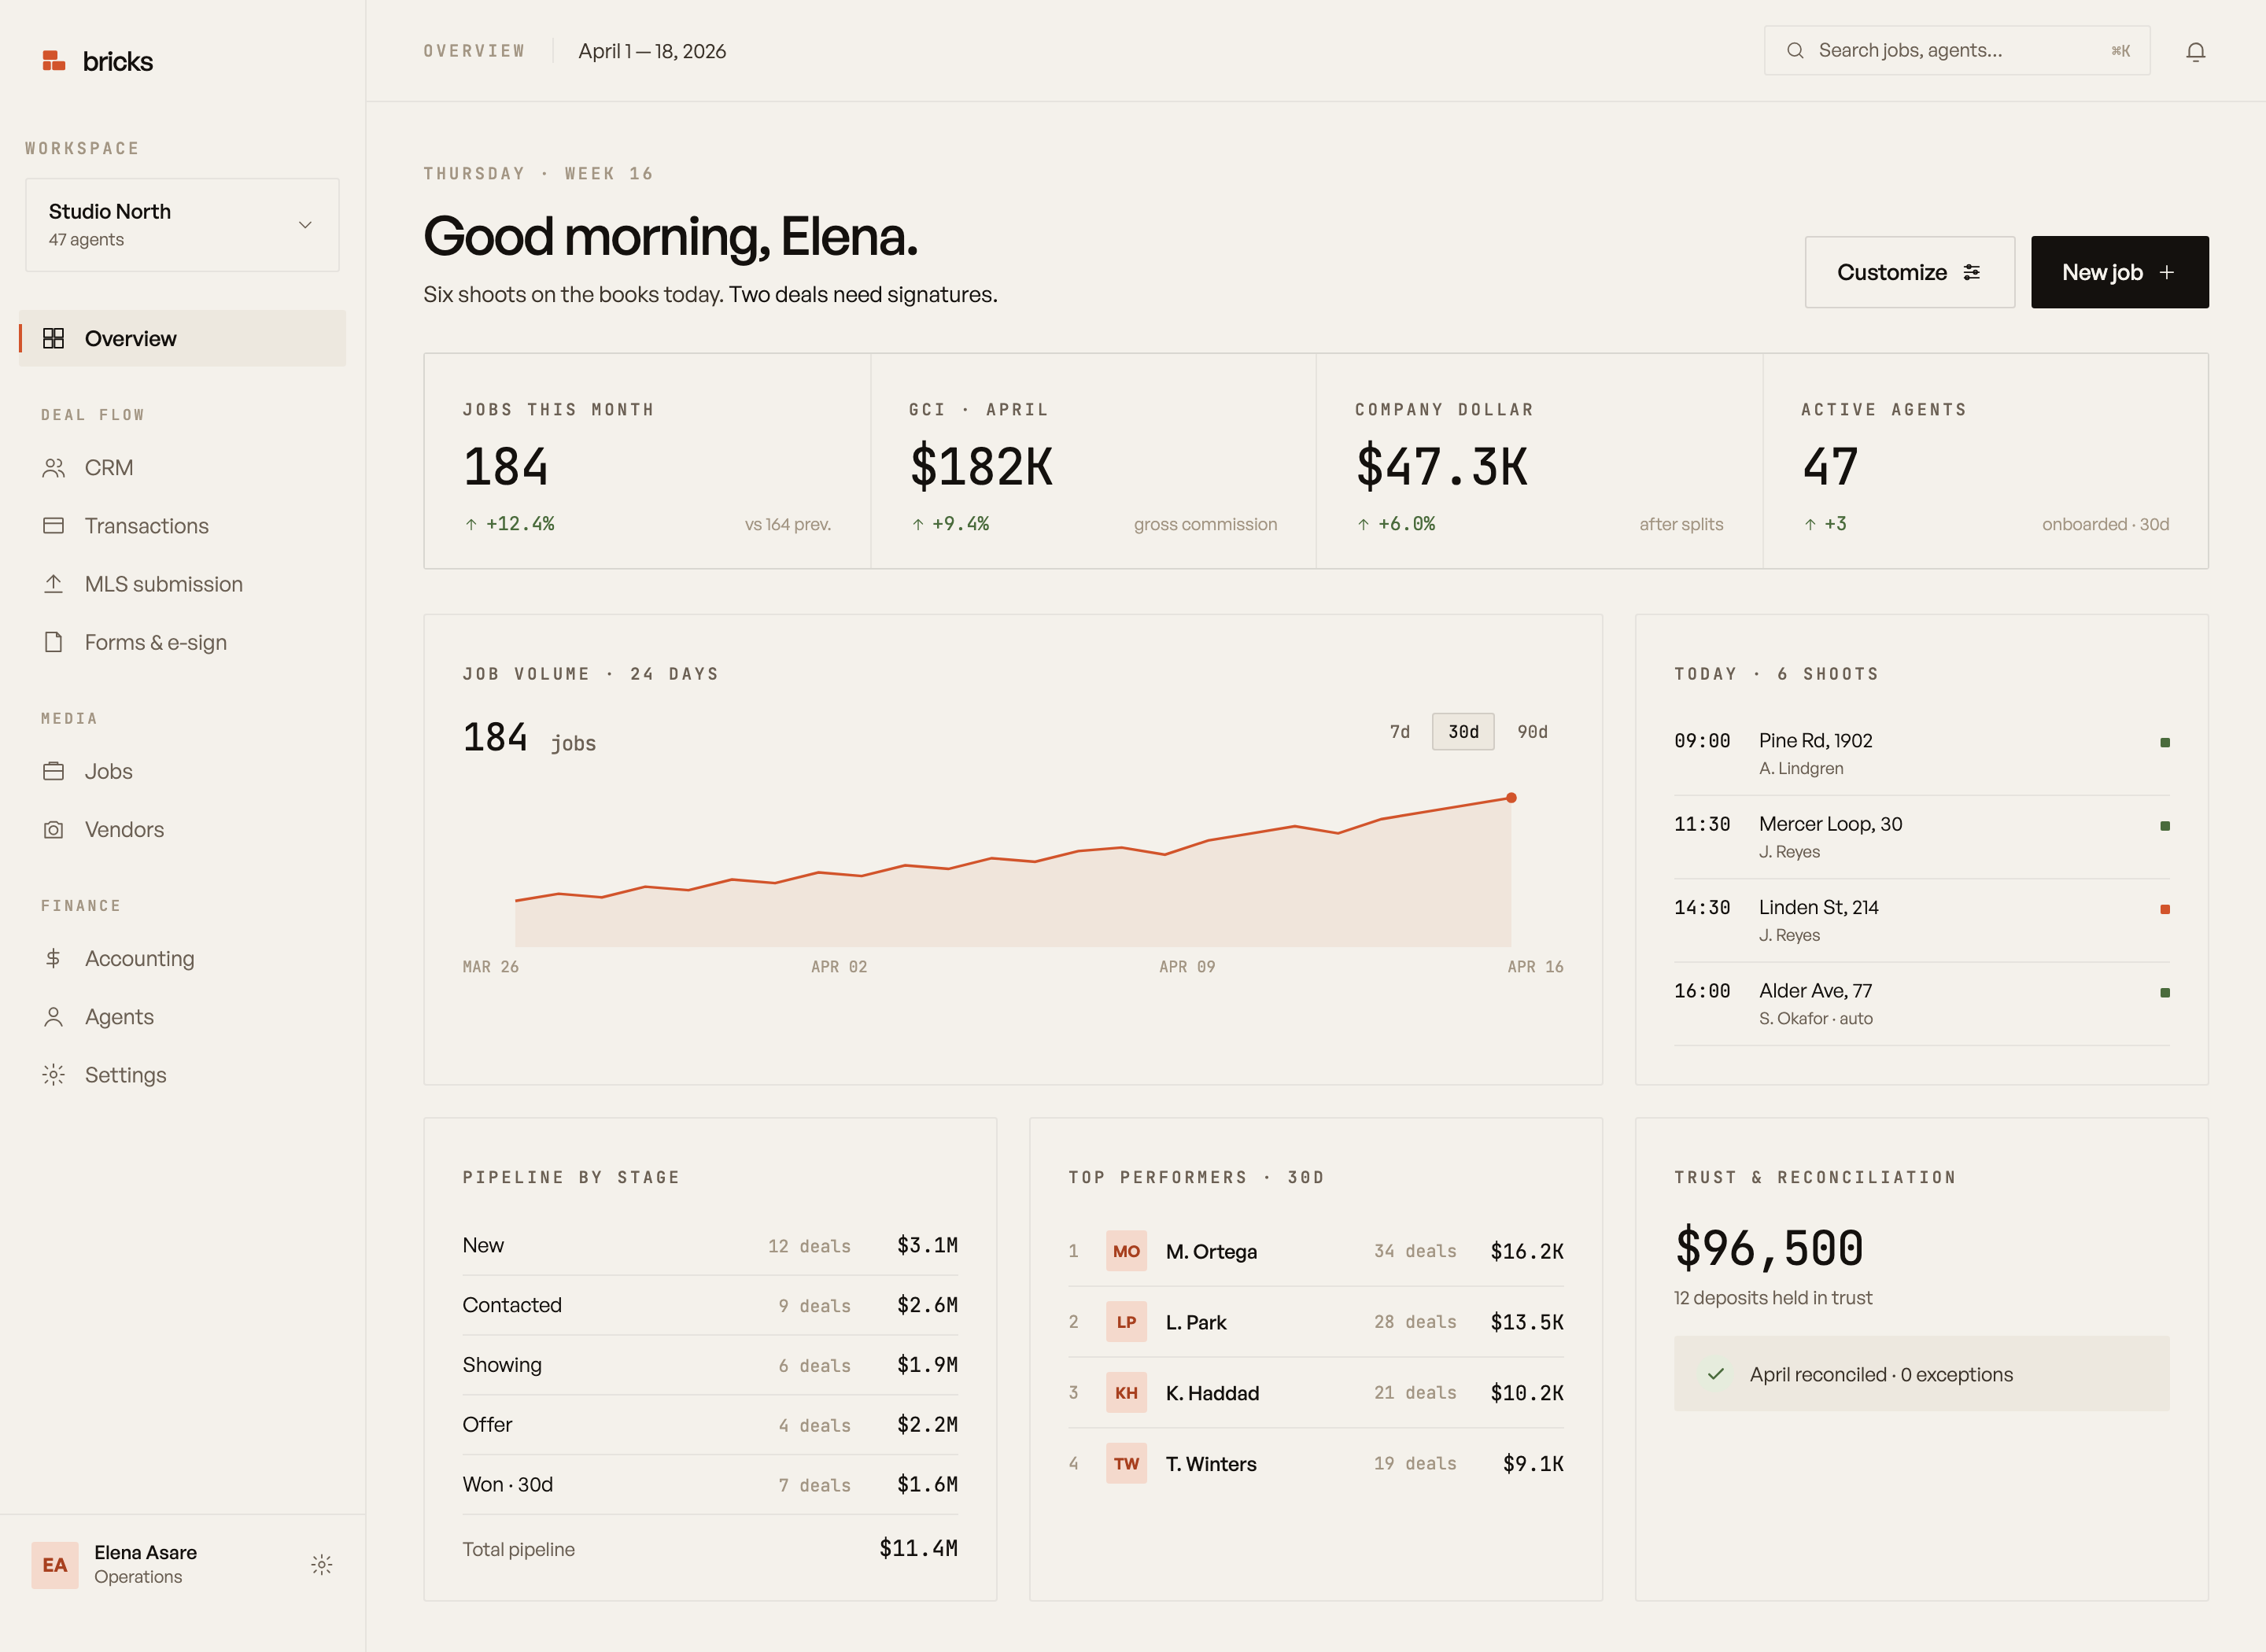 bricks
WORKSPACE
Studio North
47 agents
Overview
DEAL FLOW
CRM
Transactions
MLS submission
Forms & e-sign
MEDIA
Jobs
Vendors
FINANCE
Accounting
Agents
Settings
EA
Elena Asare
Operations
OVERVIEW
April 1 — 18, 2026
Search jobs, agents...
⌘K
THURSDAY · WEEK 16
Good morning, Elena.
Six shoots on the books today. Two deals need signatures.
Customize
New job +
JOBS THIS MONTH
184
↑ +12.4%
vs 164 prev.
GCI · APRIL
$182K
↑ +9.4%
gross commission
COMPANY DOLLAR
$47.3K
↑ +6.0%
after splits
ACTIVE AGENTS
47
↑ +3
onboarded · 30d
JOB VOLUME · 24 DAYS
184 jobs
7d 30d 90d
MAR 26 APR 02 APR 09 APR 16
TODAY · 6 SHOOTS
09:00 Pine Rd, 1902
A. Lindgren
11:30 Mercer Loop, 30
J. Reyes
14:30 Linden St, 214
J. Reyes
16:00 Alder Ave, 77
S. Okafor · auto
PIPELINE BY STAGE
New 12 deals $3.1M
Contacted 9 deals $2.6M
Showing 6 deals $1.9M
Offer 4 deals $2.2M
Won · 30d 7 deals $1.6M
Total pipeline $11.4M
TOP PERFORMERS · 30D
1 MO M. Ortega 34 deals $16.2K
2 LP L. Park 28 deals $13.5K
3 KH K. Haddad 21 deals $10.2K
4 TW T. Winters 19 deals $9.1K
TRUST & RECONCILIATION
$96,500
12 deposits held in trust
April reconciled · 0 exceptions